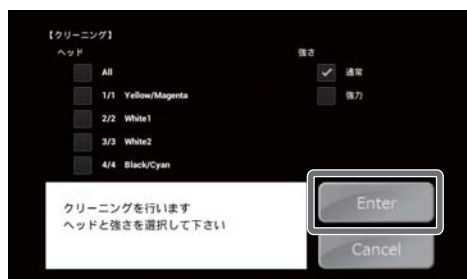 【クリーニング】
ヘッド
All
1/1 Yellow/Magenta
2/2 White1
3/3 White2
4/4 Black/Cyan
強さ
通常
強力
クリーニングを行います
ヘッドと強さを選択して下さい
Enter
Cancel